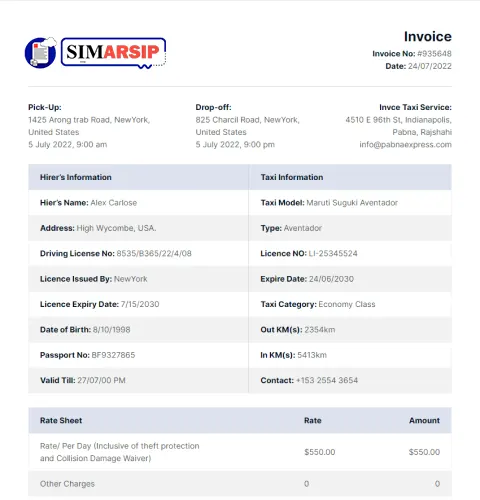 SIMARSIP
Invoice
Invoice No: #935648
Date: 24/07/2022
Pick-Up:
1425 Arong trab Road, NewYork,
United States
5 July 2022, 9:00 am
Drop-off:
825 Charcil Road, NewYork,
United States
5 July 2022, 9:00 pm
Invce Taxi Service:
4510 E 96th St, Indianapolis,
Pabna, Rajshahi
info@pabnaexpress.com
Hirer's Information
Taxi Information
Hier's Name: Alex Carlose
Taxi Model: Maruti Suguki Aventador
Address: High Wycombe, USA.
Type: Aventador
Driving License No: 8535/B365/22/4/08
Licence NO: LI-25345524
Licence Issued By: NewYork
Expire Date: 24/06/2030
Licence Expiry Date: 7/15/2030
Taxi Category: Economy Class
Date of Birth: 8/10/1998
Out KM(s): 2354km
Passport No: BF9327865
In KM(s): 5413km
Valid Till: 27/07/00 PM
Contact: +153 2554 3654
Rate Sheet
Rate
Amount
Rate/ Per Day (Inclusive of theft protection
and Collision Damage Waiver)
$550.00
$550.00
Other Charges
0
0